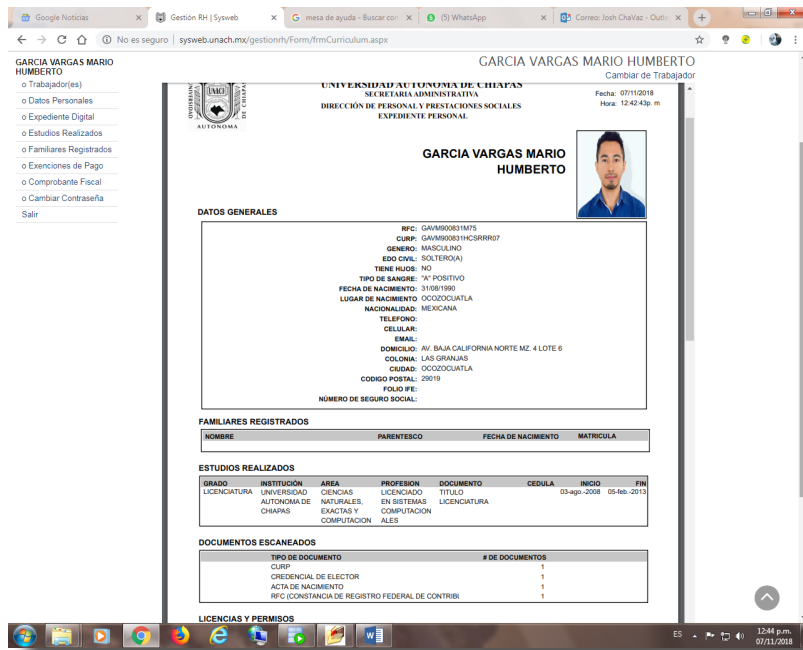 Google Noticias
Gestión RH | Sysweb
mesa de ayuda - Buscar con
(5) WhatsApp
Correo: Josh ChaVaz - Outlo
No es seguro | sysweb.unach.mx/gestionrh/Form/frmCurriculum.aspx
GARCIA VARGAS MARIO HUMBERTO
Cambiar de Trabajador
GARCIA VARGAS MARIO
HUMBERTO
o Trabajador(es)
o Datos Personales
o Expediente Digital
o Estudios Realizados
o Familiares Registrados
o Exenciones de Pago
o Comprobante Fiscal
o Cambiar Contraseña
Salir
UNACH
AUTONOMA
UNIVERSIDAD AUTONOMA DE CHIAPAS
SECRETARIA ADMINISTRATIVA
DIRECCIÓN DE PERSONAL Y PRESTACIONES SOCIALES
EXPEDIENTE PERSONAL
Fecha: 07/11/2018
Hora: 12:42:43p. m
GARCIA VARGAS MARIO
HUMBERTO
DATOS GENERALES
RFC: GAVM900831M75
CURP: GAVM900831HCSRRR07
GENERO: MASCULINO
EDO CIVIL: SOLTERO(A)
TIENE HIJOS: NO
TIPO DE SANGRE: "A" POSITIVO
FECHA DE NACIMIENTO: 31/08/1990
LUGAR DE NACIMIENTO OCOZOCUATLA
NACIONALIDAD: MEXICANA
TELEFONO:
CELULAR:
EMAIL:
DOMICILIO: AV. BAJA CALIFORNIA NORTE MZ. 4 LOTE 6
COLONIA: LAS GRANJAS
CIUDAD: OCOZOCUATLA
CODIGO POSTAL: 29019
FOLIO IFE:
NÚMERO DE SEGURO SOCIAL:
FAMILIARES REGISTRADOS
NOMBRE PARENTESCO FECHA DE NACIMIENTO MATRICULA
ESTUDIOS REALIZADOS
GRADO INSTITUCIÓN AREA PROFESION DOCUMENTO CEDULA INICIO FIN
LICENCIATURA UNIVERSIDAD CIENCIAS LICENCIADO TITULO 03-ago.-2008 05-feb.-2013
AUTONOMA DE NATURALES, EN SISTEMAS LICENCIATURA
CHIAPAS EXACTAS Y COMPUTACION
COMPUTACION ALES
DOCUMENTOS ESCANEADOS
TIPO DE DOCUMENTO # DE DOCUMENTOS
CURP 1
CREDENCIAL DE ELECTOR 1
ACTA DE NACIMIENTO 1
RFC (CONSTANCIA DE REGISTRO FEDERAL DE CONTRIBI 1
LICENCIAS Y PERMISOS
ES
12:44 p.m.
07/11/2018